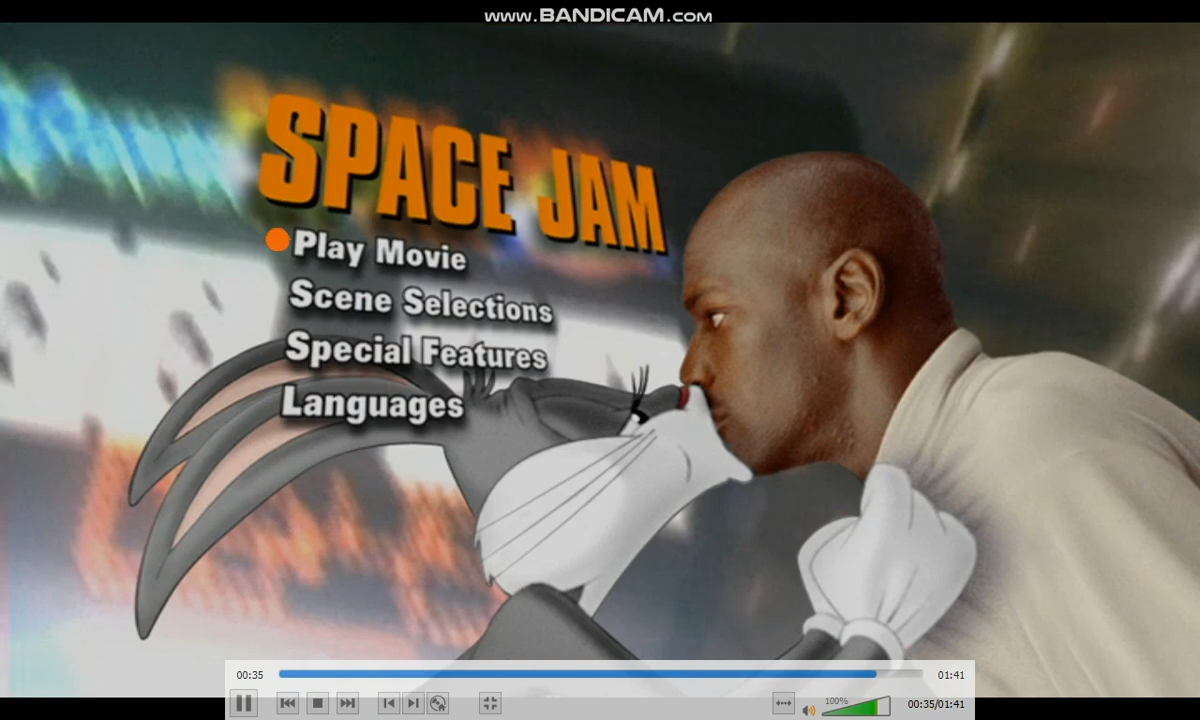 www.BANDICAM.com
SPACE JAM
Play Movie
Scene Selections
Special Features
Languages
00:35
01:41
100%
00:35/01:41